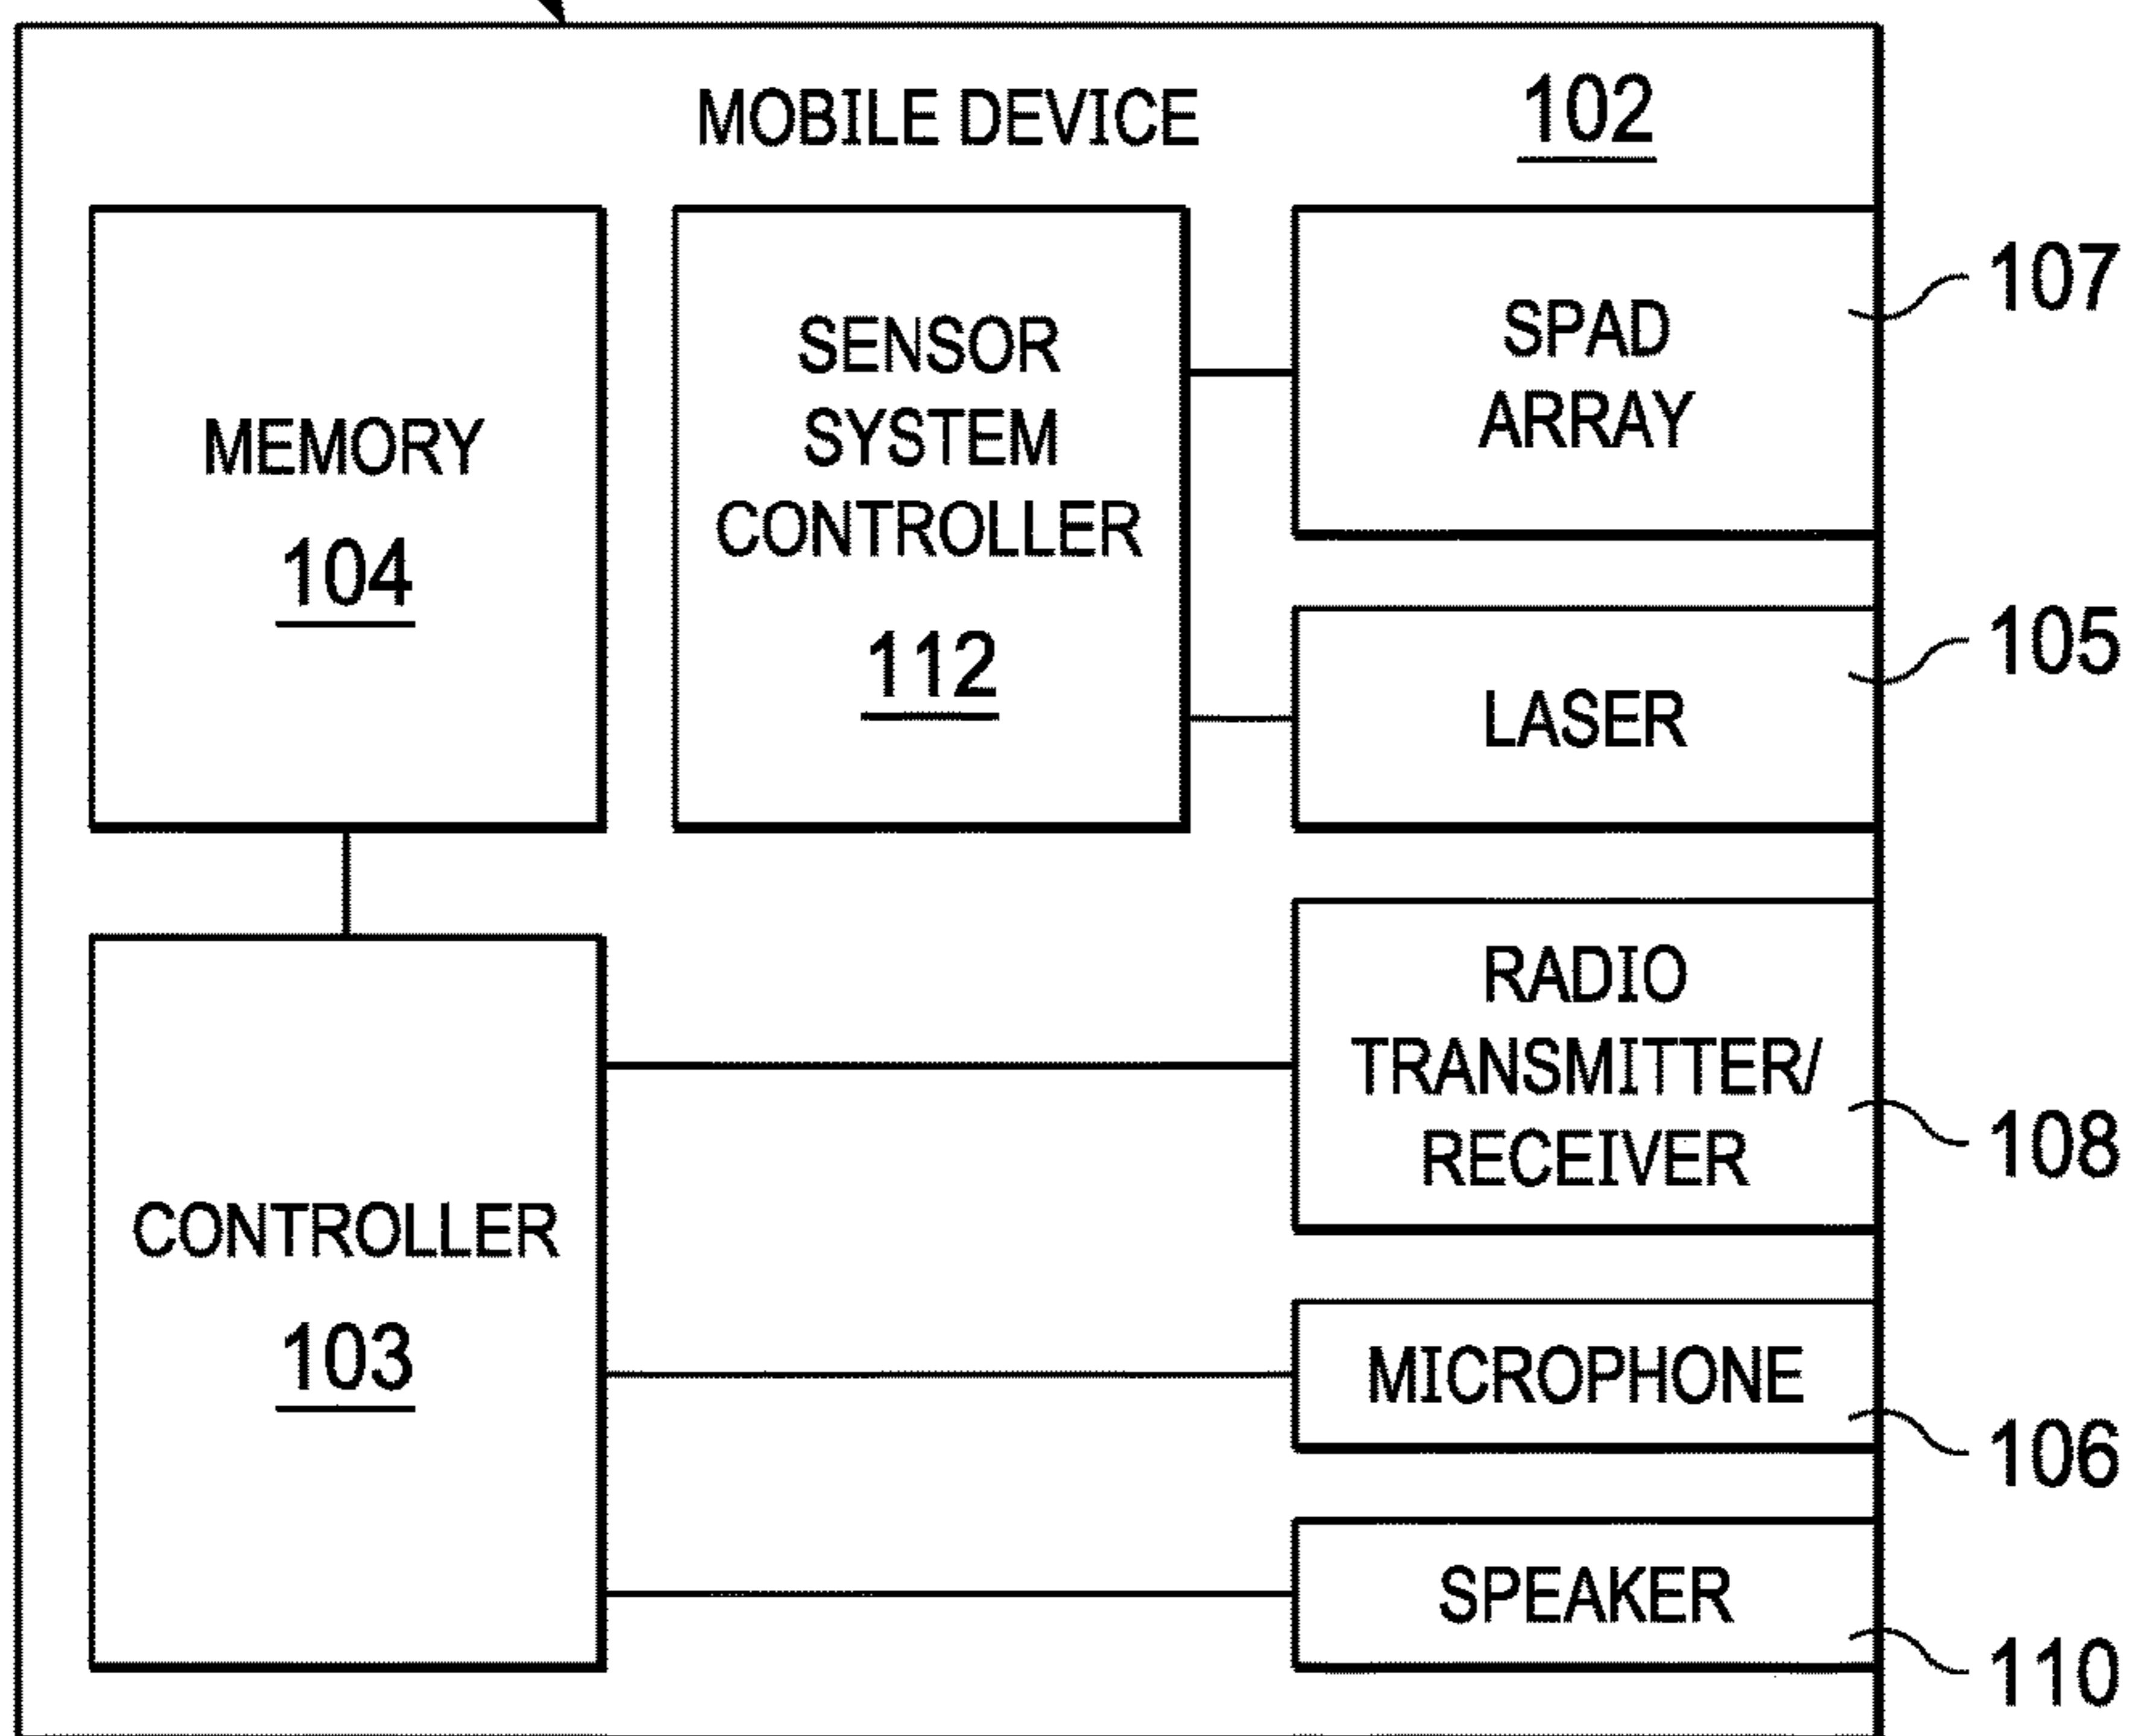 MOBILE DEVICE 102
MEMORY
104
SENSOR
SYSTEM
CONTROLLER
112
SPAD
ARRAY
107
LASER
105
CONTROLLER
103
RADIO
TRANSMITTER/
RECEIVER
108
MICROPHONE
106
SPEAKER
110